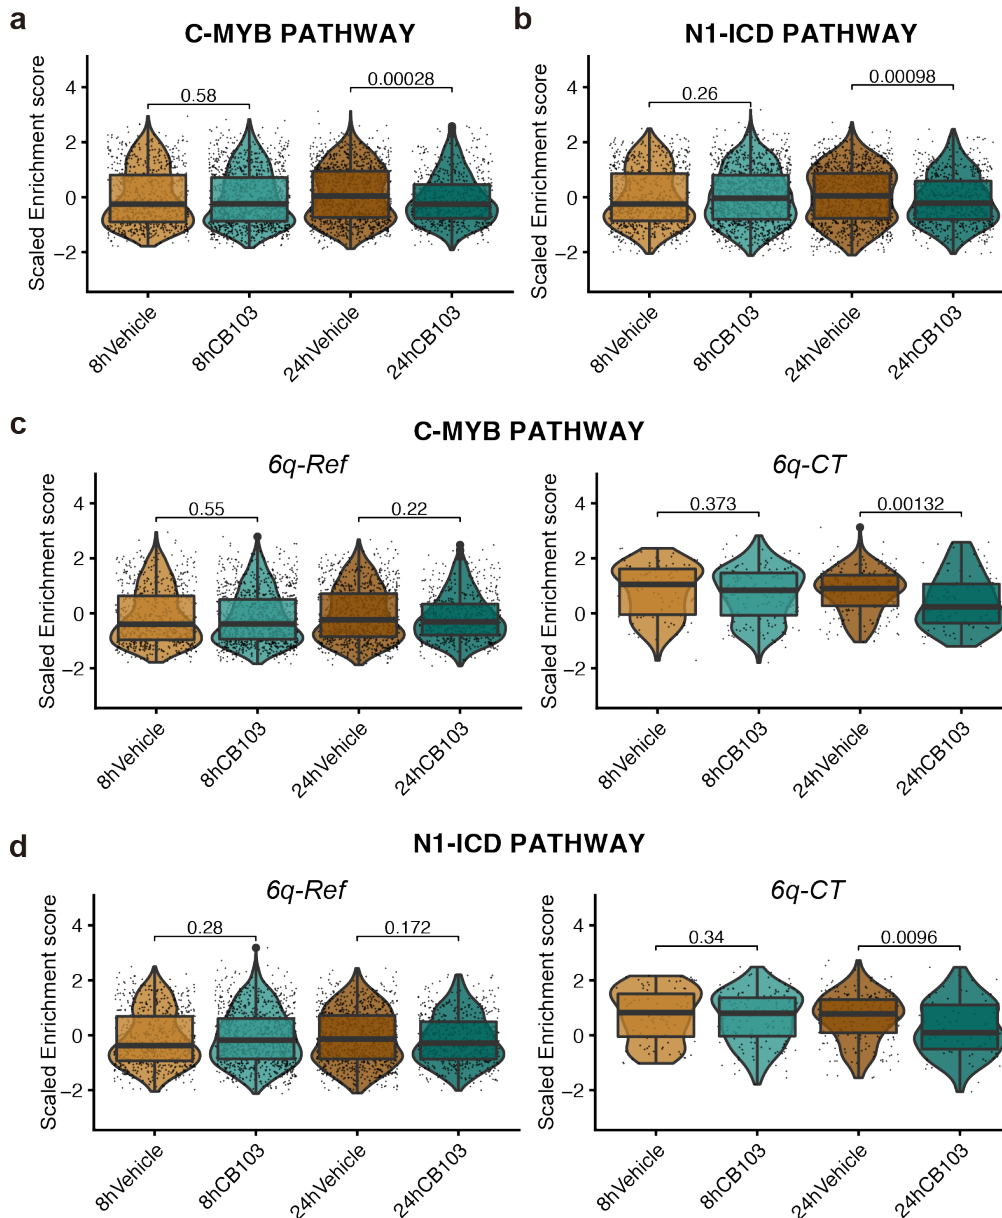 a
C-MYB PATHWAY
Scaled Enrichment score
4
2
0
−2
0.58
0.00028
8hVehicle
8hCB103
24hVehicle
24hCB103
b
N1-ICD PATHWAY
Scaled Enrichment score
4
2
0
−2
0.26
0.00098
8hVehicle
8hCB103
24hVehicle
24hCB103
c
C-MYB PATHWAY
6q-Ref
Scaled Enrichment score
4
2
0
−2
0.55
0.22
8hVehicle
8hCB103
24hVehicle
24hCB103
6q-CT
Scaled Enrichment score
4
2
0
−2
0.373
0.00132
8hVehicle
8hCB103
24hVehicle
24hCB103
d
N1-ICD PATHWAY
6q-Ref
Scaled Enrichment score
4
2
0
−2
0.28
0.172
8hVehicle
8hCB103
24hVehicle
24hCB103
6q-CT
Scaled Enrichment score
4
2
0
−2
0.34
0.0096
8hVehicle
8hCB103
24hVehicle
24hCB103